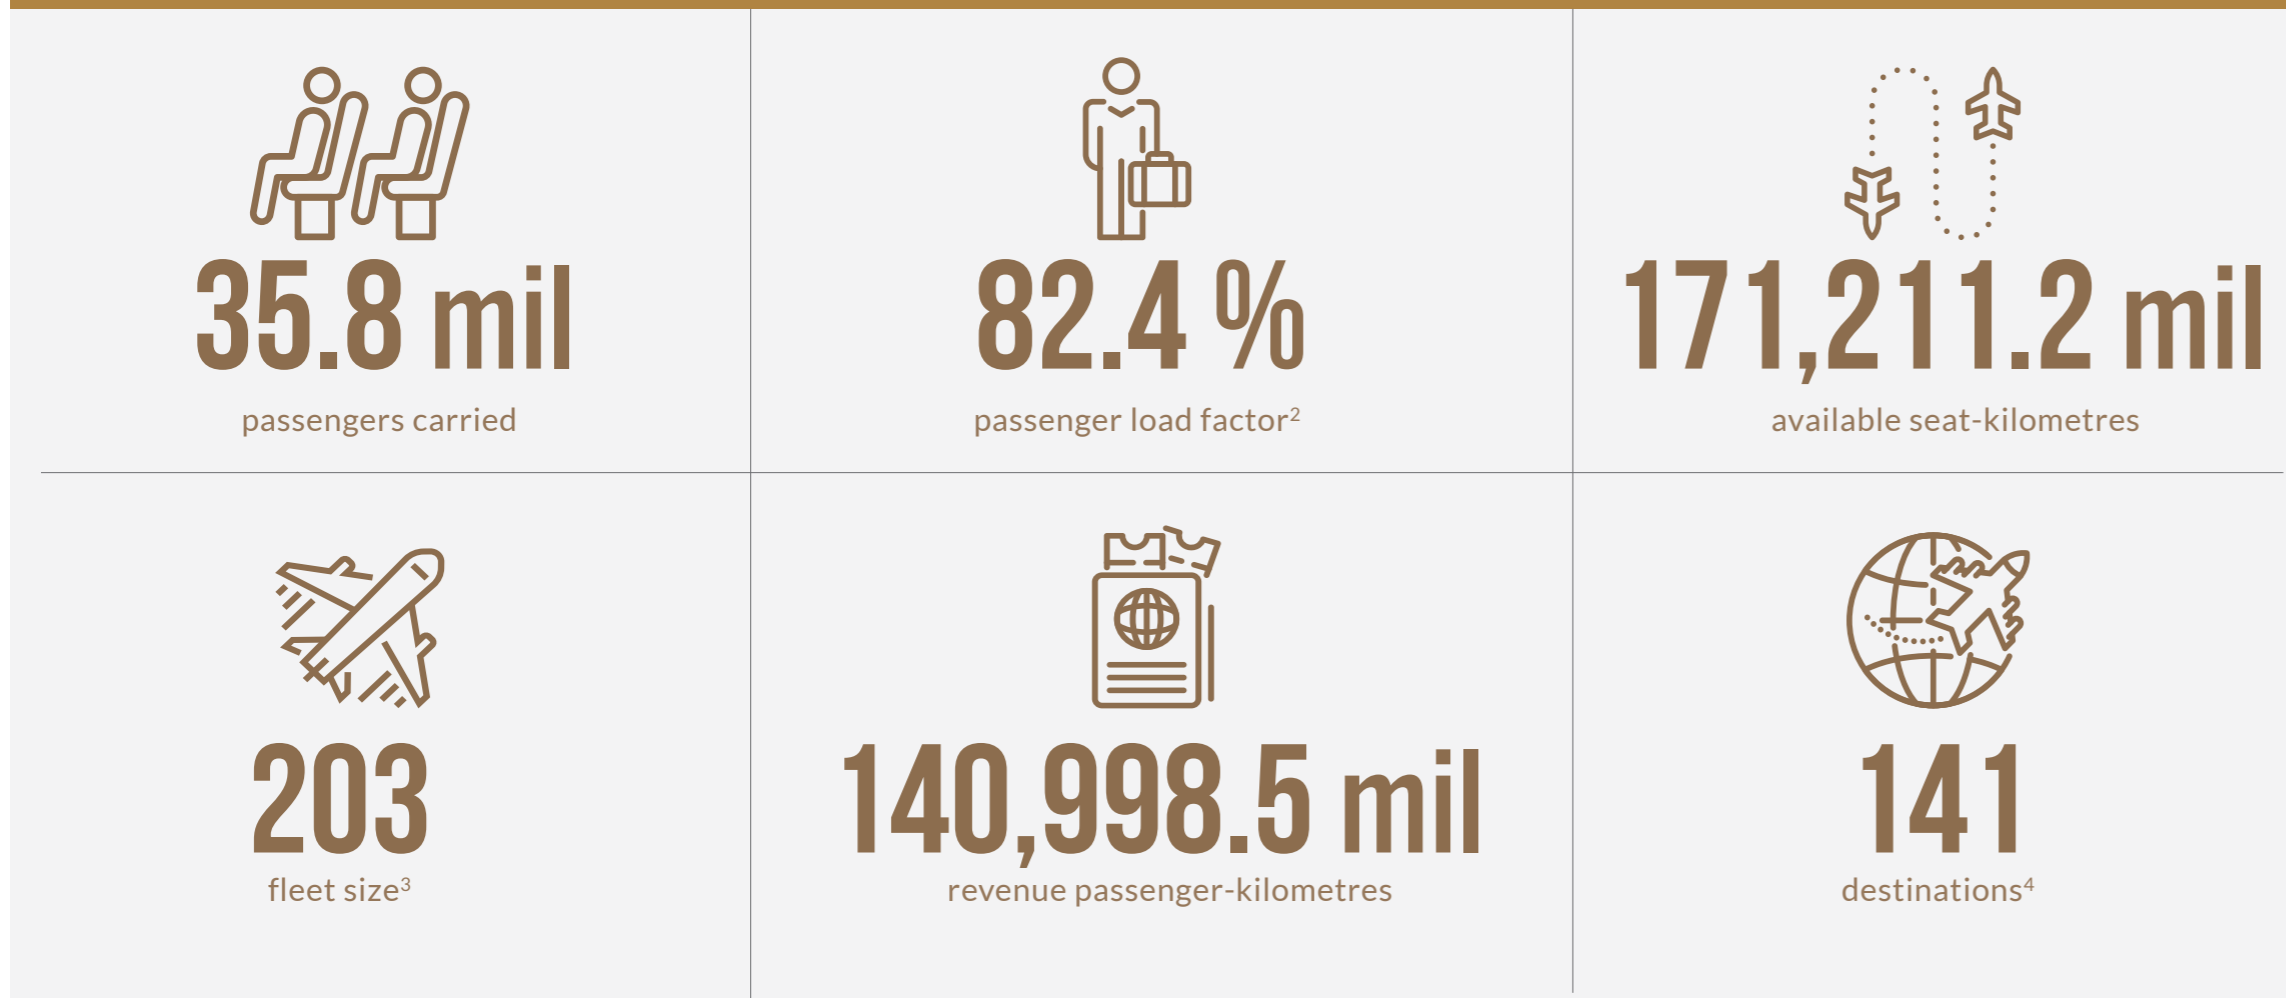 35.8 mil
passengers carried
82.4 %
passenger load factor²
171,211.2 mil
available seat-kilometres
203
fleet size³
140,998.5 mil
revenue passenger-kilometres
141
destinations⁴